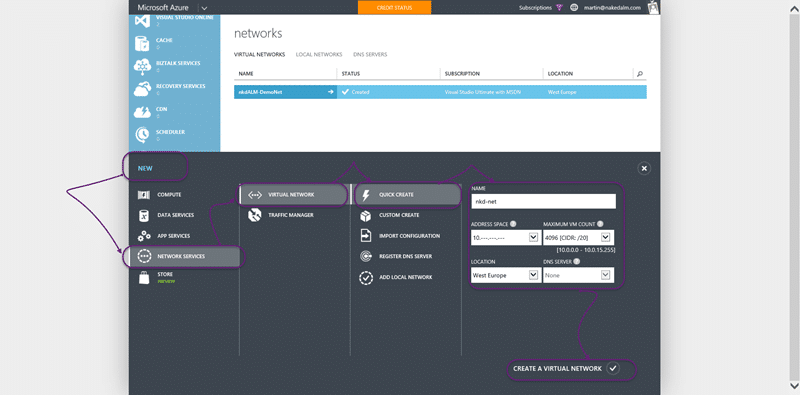 Microsoft Azure
CREDIT STATUS
Subscriptions
martin@nakedalm.com
VISUAL STUDIO ONLINE
0
CACHE
0
BIZTALK SERVICES
0
RECOVERY SERVICES
0
CDN
0
SCHEDULER
0
networks
VIRTUAL NETWORKS LOCAL NETWORKS DNS SERVERS
NAME STATUS SUBSCRIPTION LOCATION
nkdALM-DemoNet Created Visual Studio Ultimate with MSDN West Europe
NEW
COMPUTE
DATA SERVICES
APP SERVICES
NETWORK SERVICES
STORE
PREVIEW
VIRTUAL NETWORK
TRAFFIC MANAGER
QUICK CREATE
CUSTOM CREATE
IMPORT CONFIGURATION
REGISTER DNS SERVER
ADD LOCAL NETWORK
NAME
nkd-net
ADDRESS SPACE MAXIMUM VM COUNT
10.---.---.--- 4096 [CIDR: /20]
[10.0.0.0 - 10.0.15.255]
LOCATION DNS SERVER
West Europe None
CREATE A VIRTUAL NETWORK